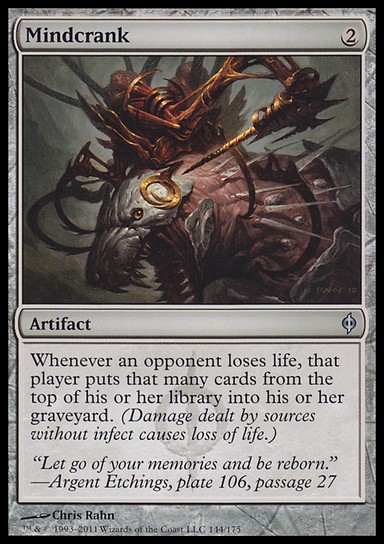 Mindcrank 2
Artifact
Whenever an opponent loses life, that
player puts that many cards from the
top of his or her library into his or her
graveyard. (Damage dealt by sources
without infect causes loss of life.)
"Let go of your memories and be reborn."
—Argent Etchings, plate 106, passage 27
Chris Rahn
™ & © 1993–2011 Wizards of the Coast LLC 144/175